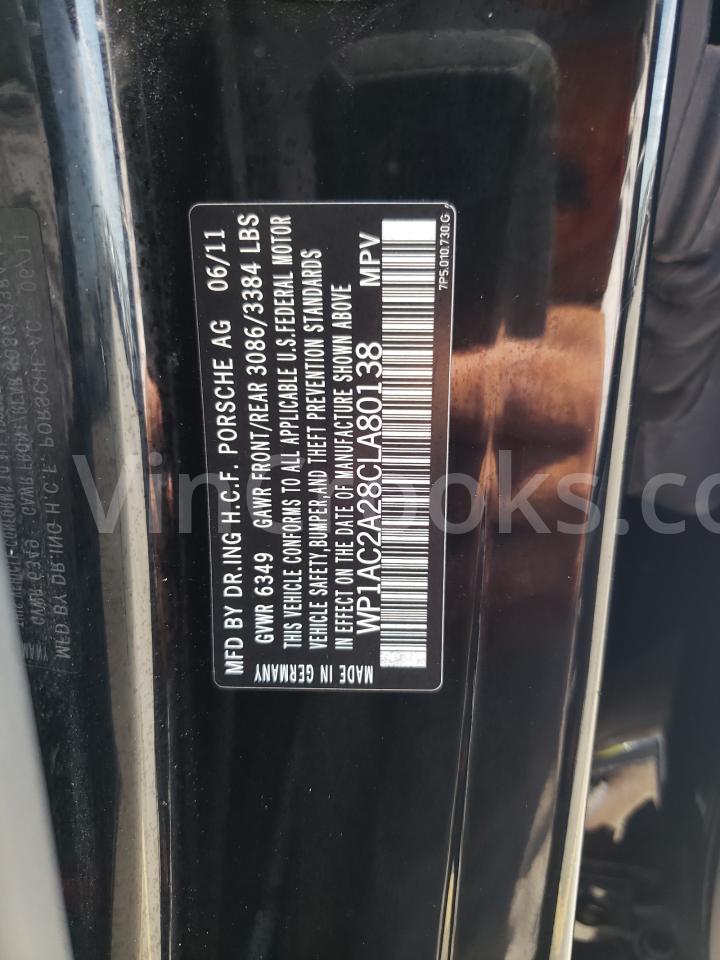 MFD BY DR.ING H.C.F. PORSCHE AG 06/11
GVWR 6349 GAWR FRONT/REAR 3086/3384 LBS
THIS VEHICLE CONFORMS TO ALL APPLICABLE U.S.FEDERAL MOTOR
VEHICLE SAFETY,BUMPER,AND THEFT PREVENTION STANDARDS
IN EFFECT ON THE DATE OF MANUFACTURE SHOWN ABOVE
WP1AC2A28CLA80138 MPV
MADE IN GERMANY
7P5.010.730.G
VinCrooks.co